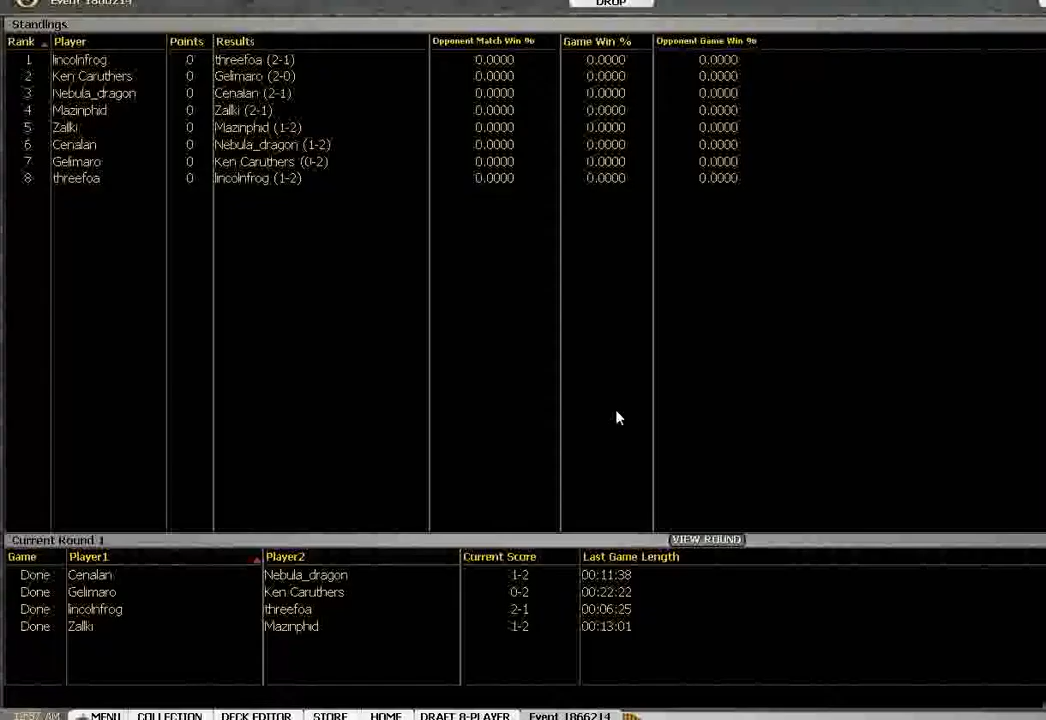 Event 1866214 DROP
Standings
Rank Player Points Results Opponent Match Win % Game Win % Opponent Game Win %
1 lincolnfrog 0 threefoa (2-1) 0.0000 0.0000 0.0000
2 Ken Caruthers 0 Gelimaro (2-0) 0.0000 0.0000 0.0000
3 Nebula_dragon 0 Cenalan (2-1) 0.0000 0.0000 0.0000
4 Mazinphid 0 Zallki (2-1) 0.0000 0.0000 0.0000
5 Zallki 0 Mazinphid (1-2) 0.0000 0.0000 0.0000
6 Cenalan 0 Nebula_dragon (1-2) 0.0000 0.0000 0.0000
7 Gelimaro 0 Ken Caruthers (0-2) 0.0000 0.0000 0.0000
8 threefoa 0 lincolnfrog (1-2) 0.0000 0.0000 0.0000
Current Round 1 VIEW ROUND
Game Player1 Player2 Current Score Last Game Length
Done Cenalan Nebula_dragon 1-2 00:11:38
Done Gelimaro Ken Caruthers 0-2 00:22:22
Done lincolnfrog threefoa 2-1 00:06:25
Done Zallki Mazinphid 1-2 00:13:01
MENU COLLECTION DECK EDITOR STORE HOME DRAFT 8-PLAYER Event 1866214